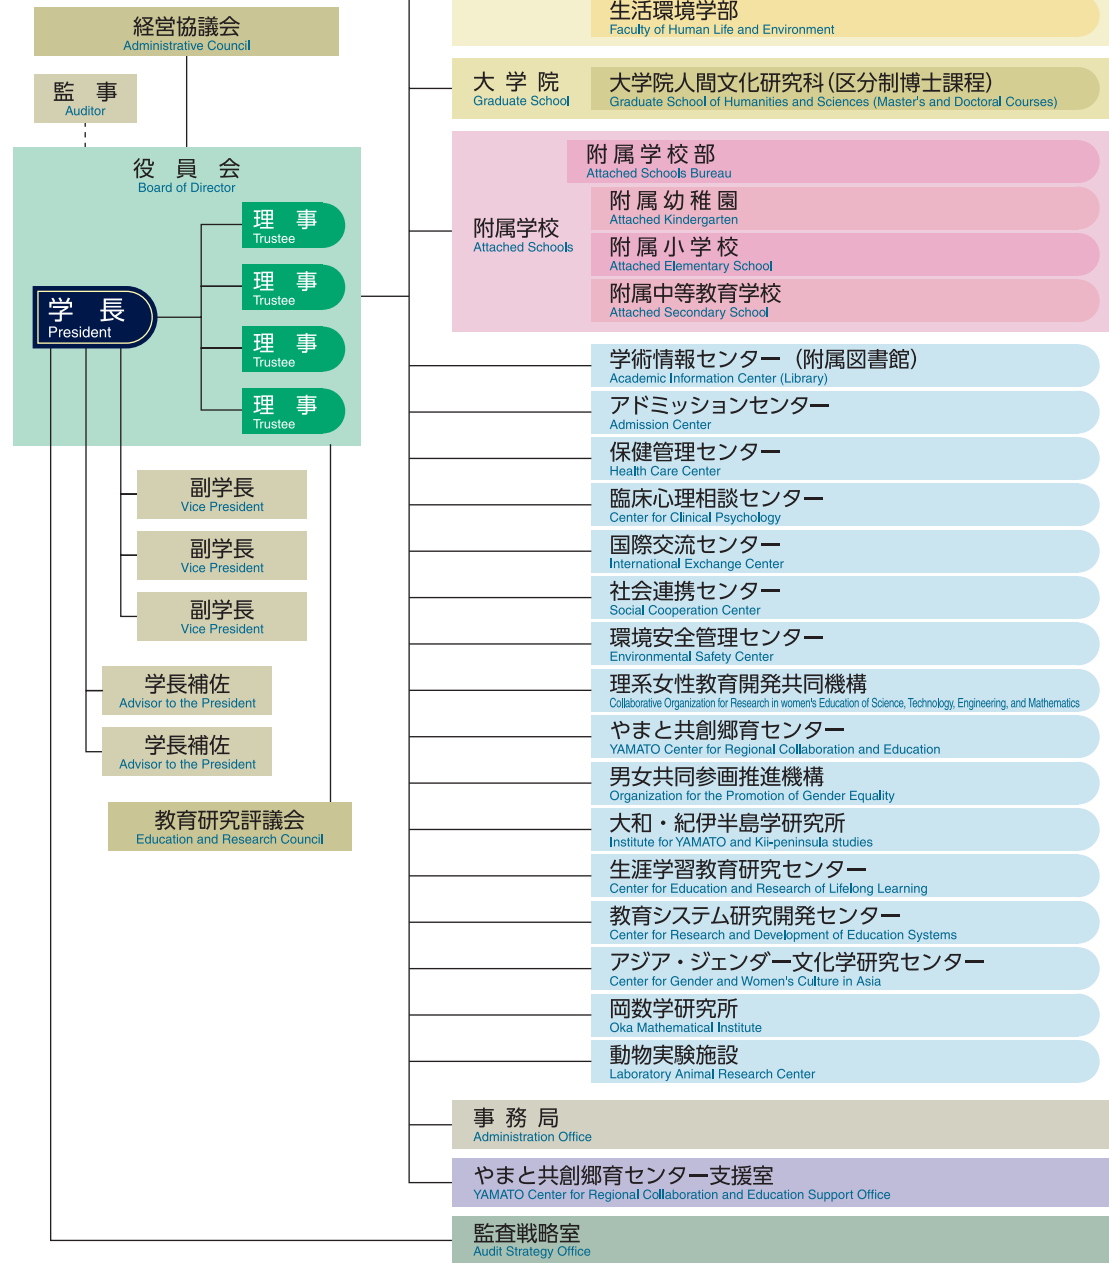 経営協議会
Administrative Council
監 事
Auditor
役 員 会
Board of Director
理 事
Trustee
理 事
Trustee
学 長
President
理 事
Trustee
理 事
Trustee
副学長
Vice President
副学長
Vice President
副学長
Vice President
学長補佐
Advisor to the President
学長補佐
Advisor to the President
教育研究評議会
Education and Research Council
生活環境学部
Faculty of Human Life and Environment
大 学 院
Graduate School
大学院人間文化研究科(区分制博士課程)
Graduate School of Humanities and Sciences (Master's and Doctoral Courses)
附属学校
Attached Schools
附 属 学 校 部
Attached Schools Bureau
附 属 幼 稚 園
Attached Kindergarten
附 属 小 学 校
Attached Elementary School
附属中等教育学校
Attached Secondary School
学術情報センター (附属図書館)
Academic Information Center (Library)
アドミッションセンター
Admission Center
保健管理センター
Health Care Center
臨床心理相談センター
Center for Clinical Psychology
国際交流センター
International Exchange Center
社会連携センター
Social Cooperation Center
環境安全管理センター
Environmental Safety Center
理系女性教育開発共同機構
Collaborative Organization for Research in women's Education of Science, Technology, Engineering, and Mathematics
やまと共創郷育センター
YAMATO Center for Regional Collaboration and Education
男女共同参画推進機構
Organization for the Promotion of Gender Equality
大和・紀伊半島学研究所
Institute for YAMATO and Kii-peninsula studies
生涯学習教育研究センター
Center for Education and Research of Lifelong Learning
教育システム研究開発センター
Center for Research and Development of Education Systems
アジア・ジェンダー文化学研究センター
Center for Gender and Women's Culture in Asia
岡数学研究所
Oka Mathematical Institute
動物実験施設
Laboratory Animal Research Center
事 務 局
Administration Office
やまと共創郷育センター支援室
YAMATO Center for Regional Collaboration and Education Support Office
監査戦略室
Audit Strategy Office